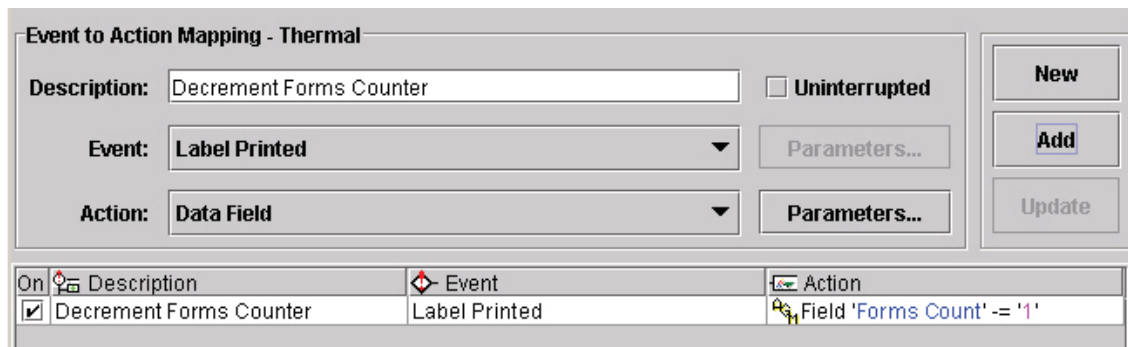 Event to Action Mapping - Thermal
Description: Decrement Forms Counter Uninterrupted New
Event: Label Printed Parameters... Add
Action: Data Field Parameters... Update
On Description Event Action
Decrement Forms Counter Label Printed Field 'Forms Count' -= '1'